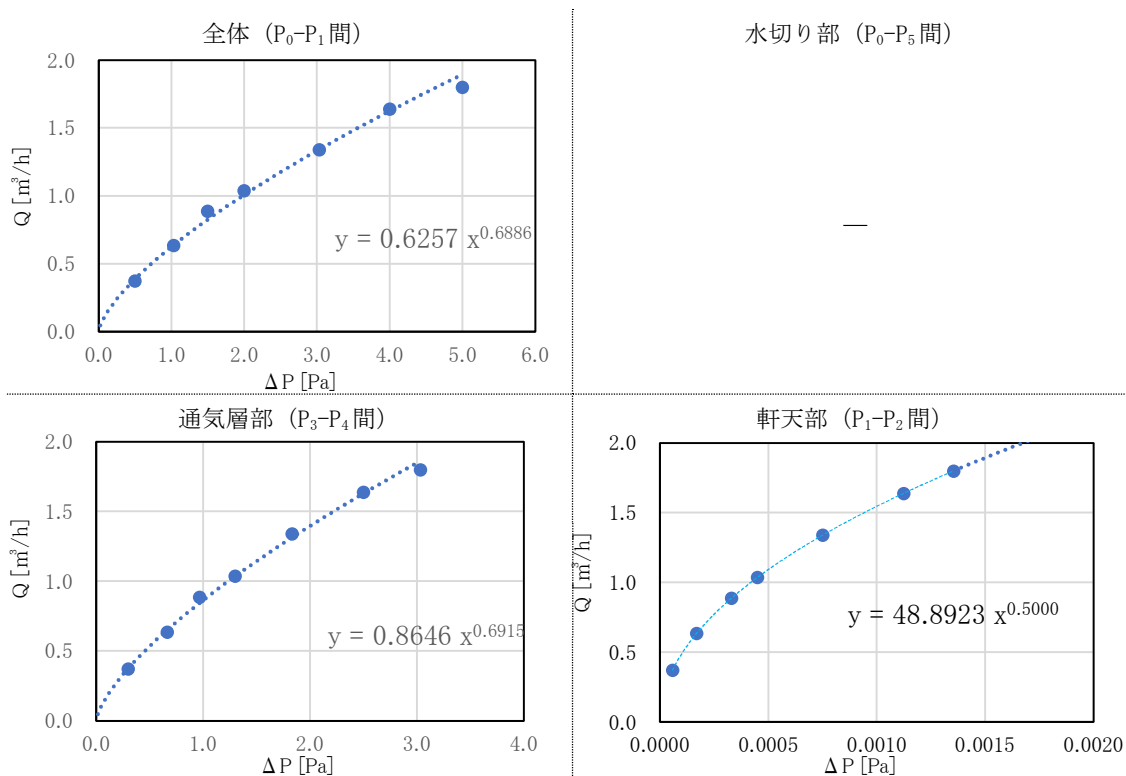 全体（P₀-P₁間）
2.0
1.5
1.0
0.5
0.0
Q [㎥/h]
y = 0.6257 x^0.6886
0.0 1.0 2.0 3.0 4.0 5.0 6.0
ΔP [Pa]
水切り部（P₀-P₅間）
―
通気層部（P₃-P₄間）
2.0
1.5
1.0
0.5
0.0
Q [㎥/h]
y = 0.8646 x^0.6915
0.0 1.0 2.0 3.0 4.0
ΔP [Pa]
軒天部（P₁-P₂間）
2.0
1.5
1.0
0.5
0.0
Q [㎥/h]
y = 48.8923 x^0.5000
0.0000 0.0005 0.0010 0.0015 0.0020
ΔP [Pa]